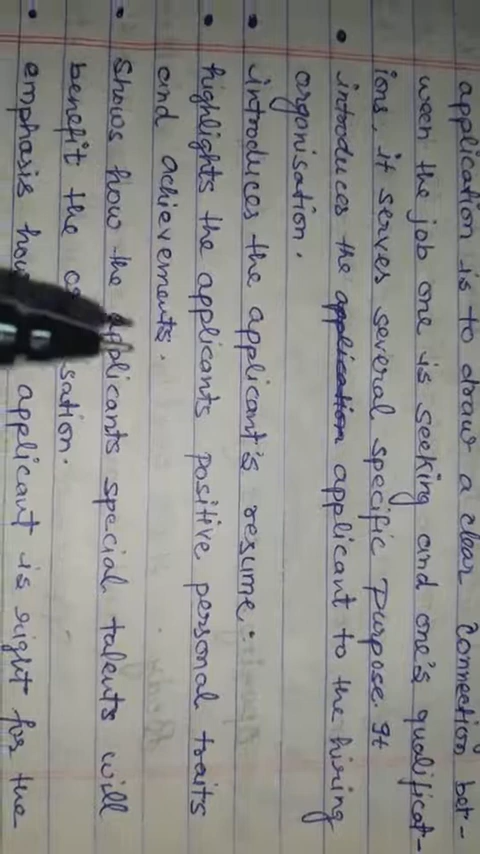 application is to draw a clear connection bet-
ween the job one is seeking and one's qualificat-
ions. it serves several specific purpose. It
• introduces the application applicant to the hiring
organisation.
• introduces the applicant's resume.
• highlights the applicants positive personal traits
and achievements.
• shows how the applicants special talents will
benefit the sation.
• emphasis how applicant is right for the